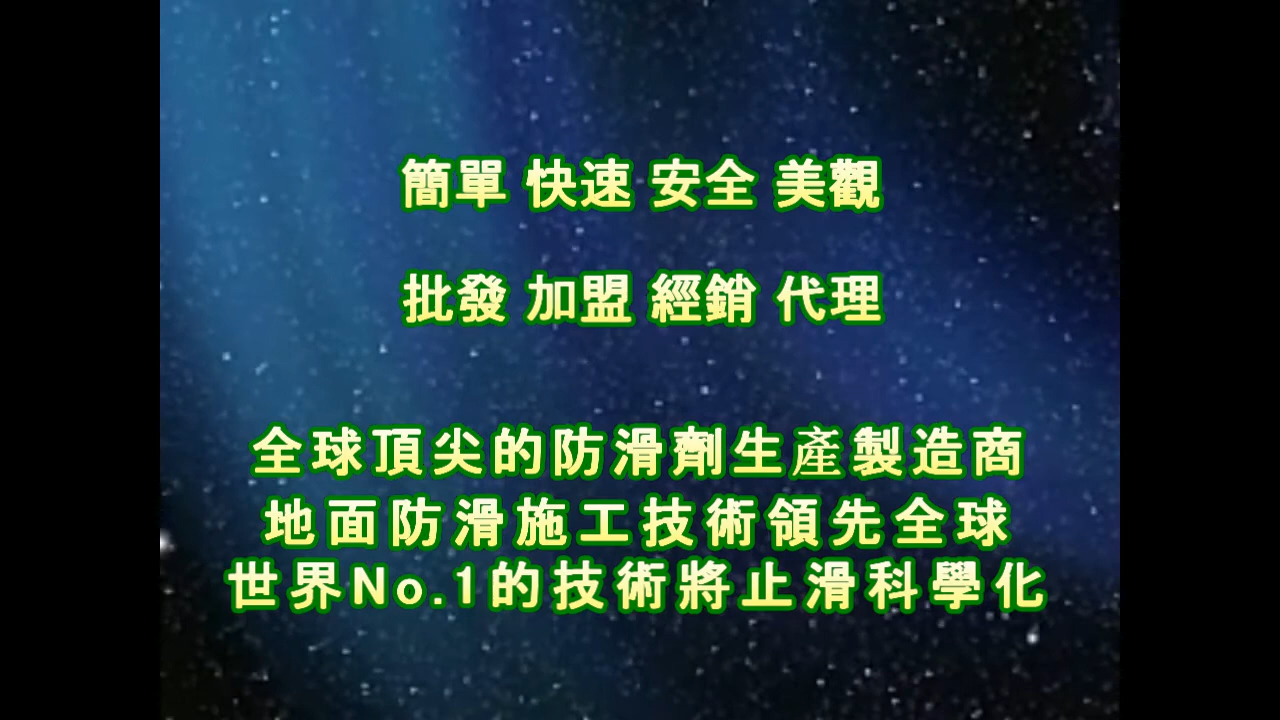 簡單 快速 安全 美觀
批發 加盟 經銷 代理
全球頂尖的防滑劑生產製造商
地面防滑施工技術領先全球
世界No.1的技術將止滑科學化